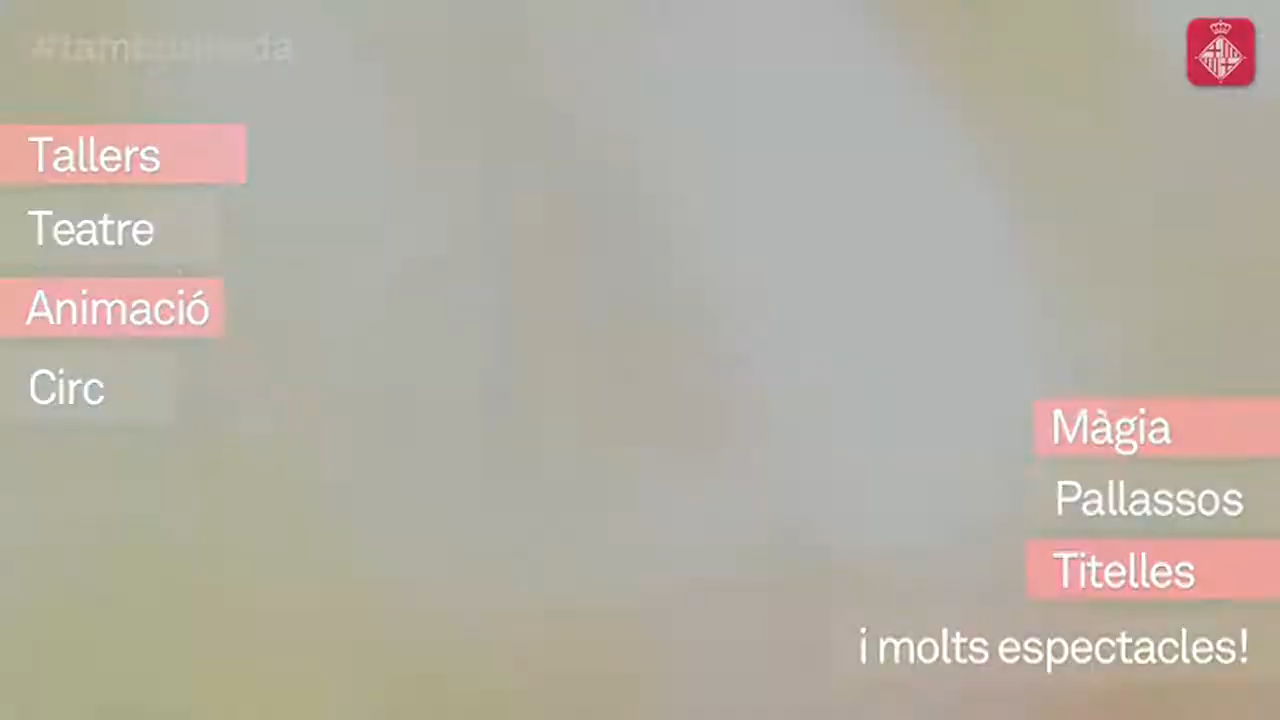 Tallers
Teatre
Animació
Circ
Màgia
Pallassos
Titelles
i molts espectacles!